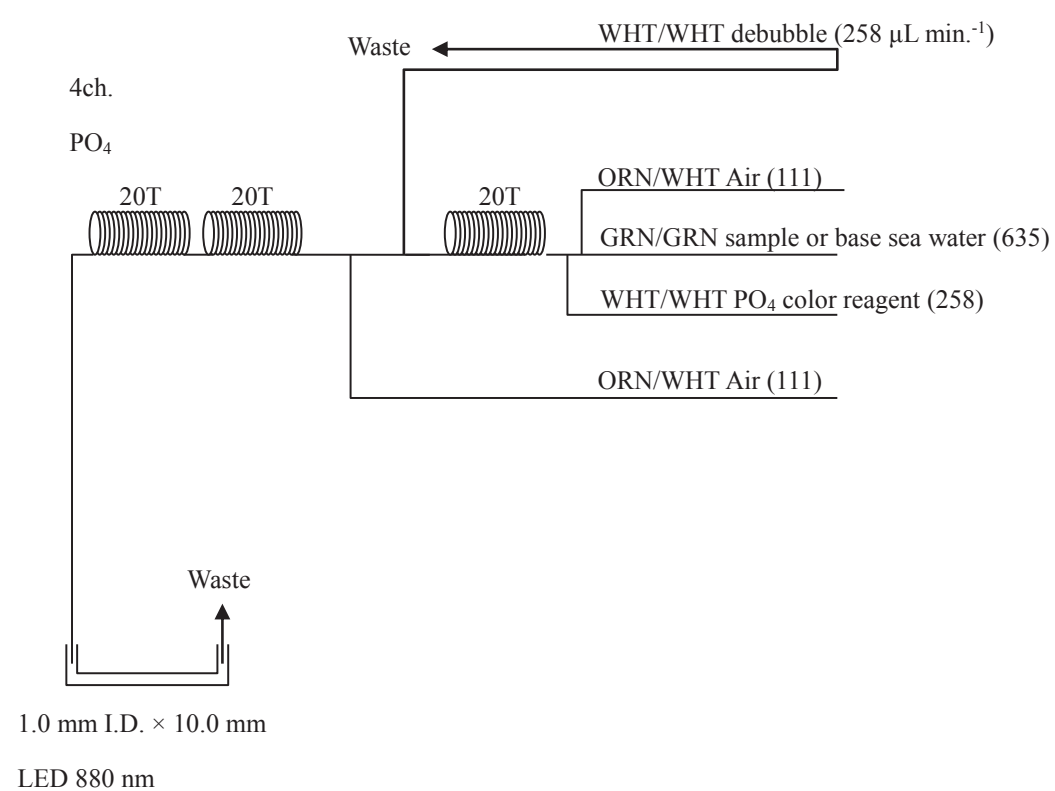 WHT/WHT debubble (258 μL min.⁻¹)
Waste
4ch.
PO₄
ORN/WHT Air (111)
20T 20T 20T
GRN/GRN sample or base sea water (635)
WHT/WHT PO₄ color reagent (258)
ORN/WHT Air (111)
Waste
1.0 mm I.D. × 10.0 mm
LED 880 nm